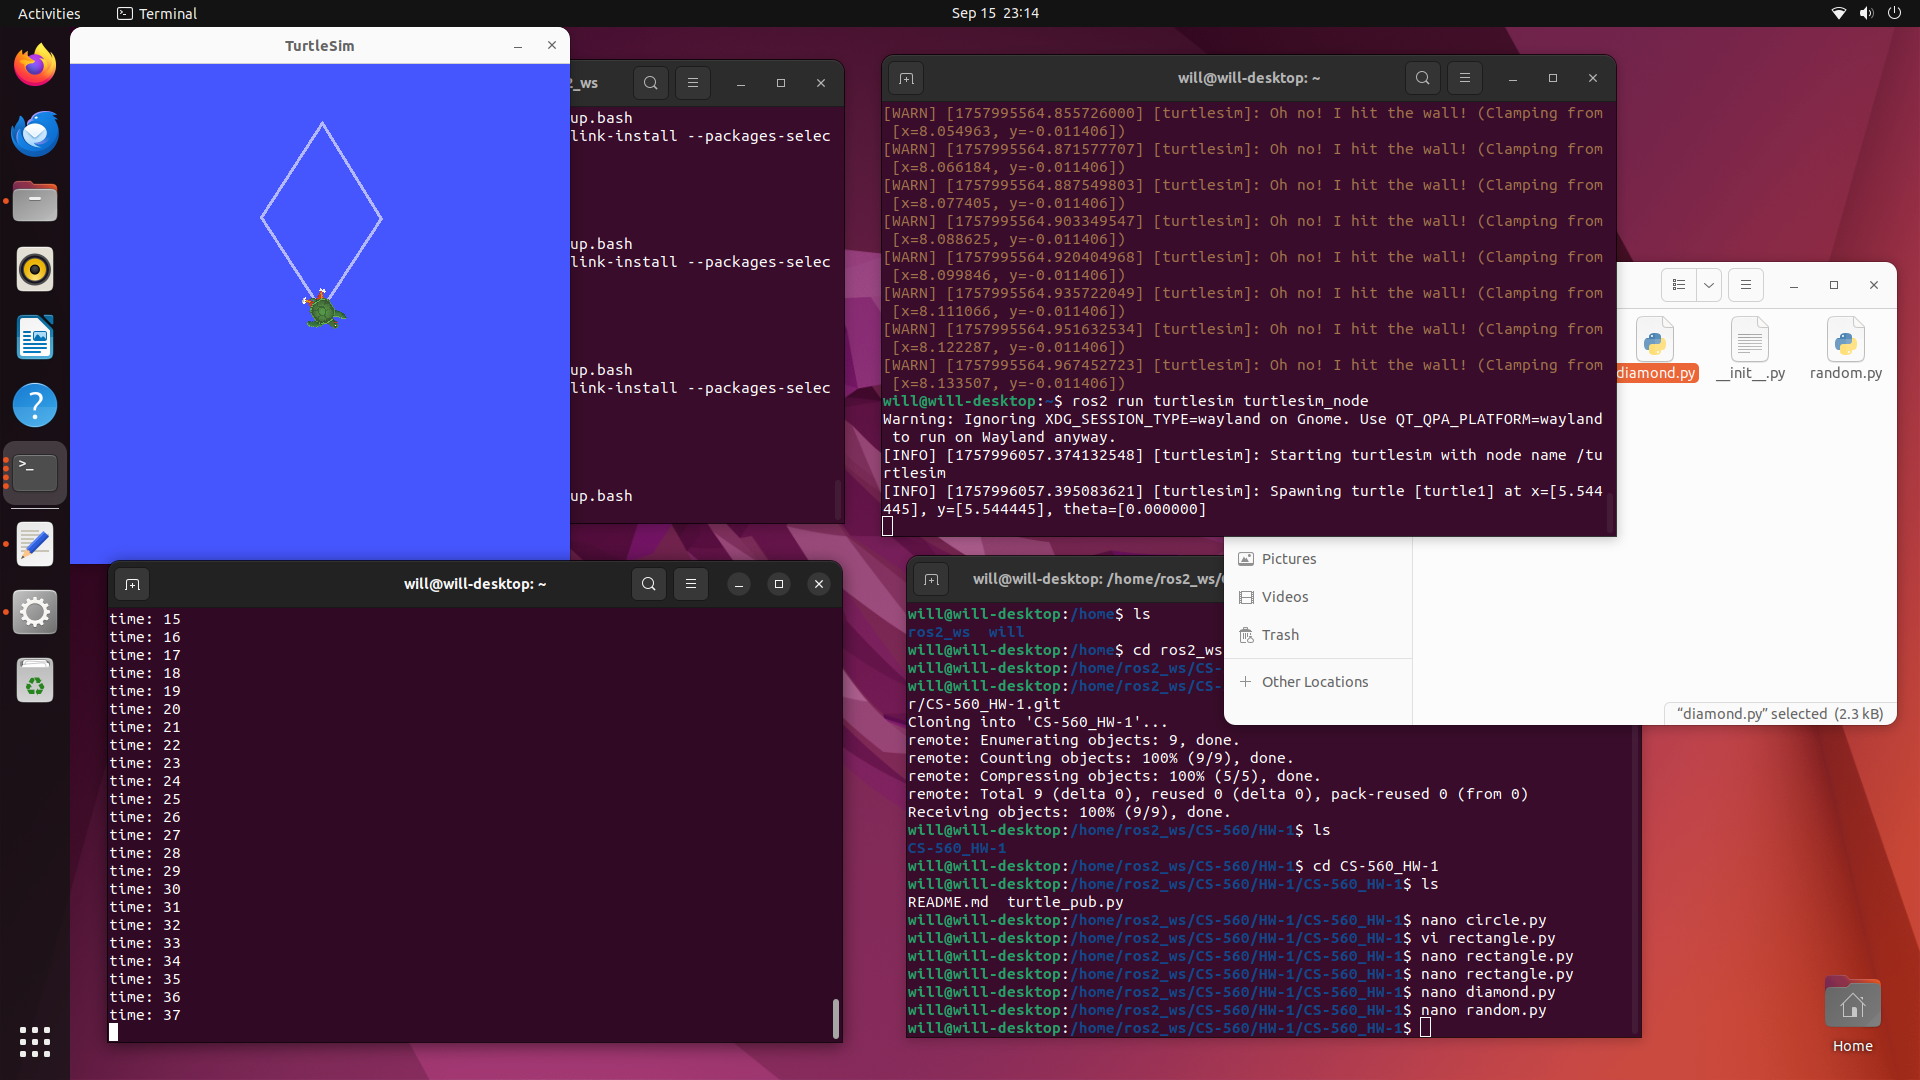 Activities
Terminal
Sep 15 23:14
TurtleSim
2_ws
up.bash
link-install --packages-selec
up.bash
link-install --packages-selec
up.bash
link-install --packages-selec
up.bash
will@will-desktop: ~
[WARN] [1757995564.855726000] [turtlesim]: Oh no! I hit the wall! (Clamping from
[x=8.054963, y=-0.011406])
[WARN] [1757995564.871577707] [turtlesim]: Oh no! I hit the wall! (Clamping from
[x=8.066184, y=-0.011406])
[WARN] [1757995564.887549803] [turtlesim]: Oh no! I hit the wall! (Clamping from
[x=8.077405, y=-0.011406])
[WARN] [1757995564.903349547] [turtlesim]: Oh no! I hit the wall! (Clamping from
[x=8.088625, y=-0.011406])
[WARN] [1757995564.920404968] [turtlesim]: Oh no! I hit the wall! (Clamping from
[x=8.099846, y=-0.011406])
[WARN] [1757995564.935722049] [turtlesim]: Oh no! I hit the wall! (Clamping from
[x=8.111066, y=-0.011406])
[WARN] [1757995564.951632534] [turtlesim]: Oh no! I hit the wall! (Clamping from
[x=8.122287, y=-0.011406])
[WARN] [1757995564.967452723] [turtlesim]: Oh no! I hit the wall! (Clamping from
[x=8.133507, y=-0.011406])
will@will-desktop:~$ ros2 run turtlesim turtlesim_node
Warning: Ignoring XDG_SESSION_TYPE=wayland on Gnome. Use QT_QPA_PLATFORM=wayland
to run on Wayland anyway.
[INFO] [1757996057.374132548] [turtlesim]: Starting turtlesim with node name /tu
rtlesim
[INFO] [1757996057.395083621] [turtlesim]: Spawning turtle [turtle1] at x=[5.544
445], y=[5.544445], theta=[0.000000]
diamond.py
__init__.py
random.py
Pictures
Videos
Trash
Other Locations
“diamond.py” selected (2.3 kB)
will@will-desktop: ~
time: 15
time: 16
time: 17
time: 18
time: 19
time: 20
time: 21
time: 22
time: 23
time: 24
time: 25
time: 26
time: 27
time: 28
time: 29
time: 30
time: 31
time: 32
time: 33
time: 34
time: 35
time: 36
time: 37
will@will-desktop: /home/ros2_ws/
will@will-desktop:/home$ ls
ros2_ws will
will@will-desktop:/home$ cd ros2_ws
will@will-desktop:/home/ros2_ws/CS-
will@will-desktop:/home/ros2_ws/CS-
r/CS-560_HW-1.git
Cloning into 'CS-560_HW-1'...
remote: Enumerating objects: 9, done.
remote: Counting objects: 100% (9/9), done.
remote: Compressing objects: 100% (5/5), done.
remote: Total 9 (delta 0), reused 0 (delta 0), pack-reused 0 (from 0)
Receiving objects: 100% (9/9), done.
will@will-desktop:/home/ros2_ws/CS-560/HW-1$ ls
CS-560_HW-1
will@will-desktop:/home/ros2_ws/CS-560/HW-1$ cd CS-560_HW-1
will@will-desktop:/home/ros2_ws/CS-560/HW-1/CS-560_HW-1$ ls
README.md turtle_pub.py
will@will-desktop:/home/ros2_ws/CS-560/HW-1/CS-560_HW-1$ nano circle.py
will@will-desktop:/home/ros2_ws/CS-560/HW-1/CS-560_HW-1$ vi rectangle.py
will@will-desktop:/home/ros2_ws/CS-560/HW-1/CS-560_HW-1$ nano rectangle.py
will@will-desktop:/home/ros2_ws/CS-560/HW-1/CS-560_HW-1$ nano rectangle.py
will@will-desktop:/home/ros2_ws/CS-560/HW-1/CS-560_HW-1$ nano diamond.py
will@will-desktop:/home/ros2_ws/CS-560/HW-1/CS-560_HW-1$ nano random.py
will@will-desktop:/home/ros2_ws/CS-560/HW-1/CS-560_HW-1$
Home